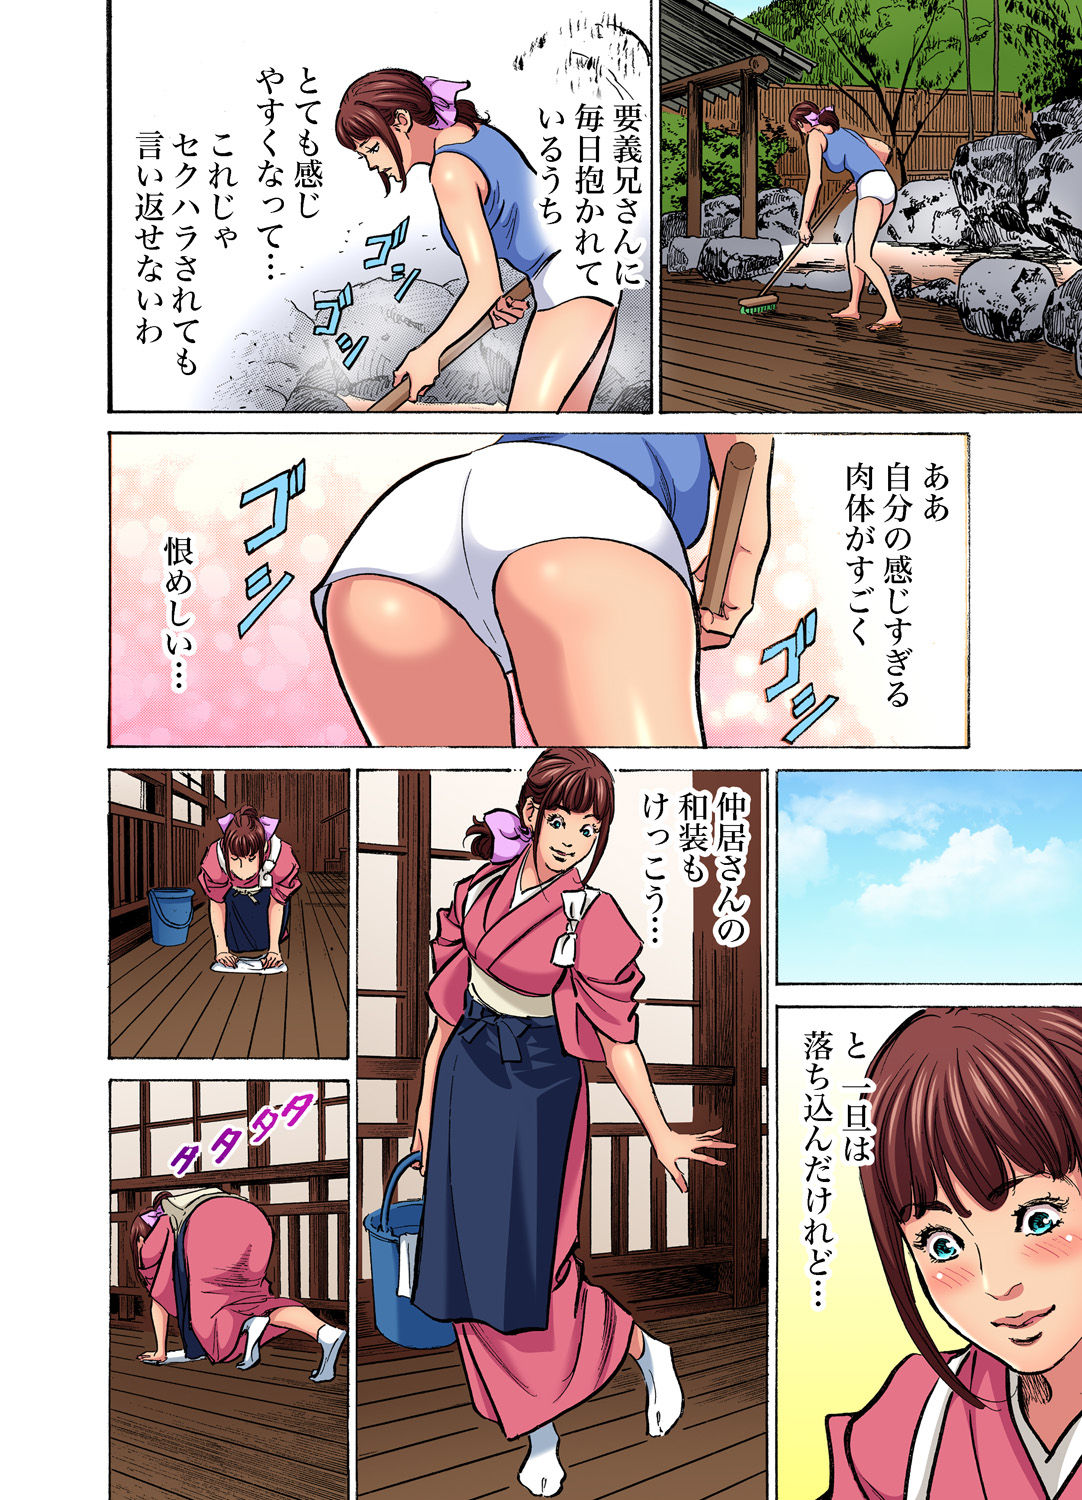 要義兄さんに
毎日抱かれて
いるうち
とても感じ
やすくなって…
これじゃ
セクハラされても
言い返せないわ
ゴシ
ゴシ
ああ
自分の感じすぎる
肉体がすごく
恨めしい…
ゴシ
ゴシ
と一旦は
落ち込んだけれど…
仲居さんの
和装も
けっこう…
タタタタ